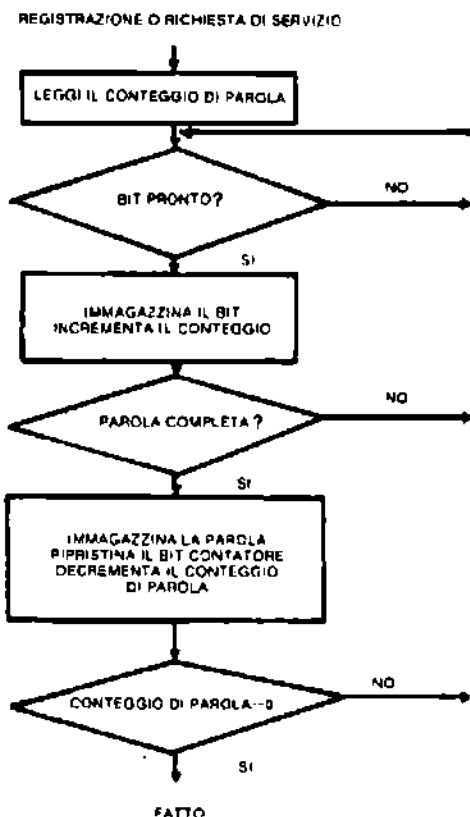 REGISTRAZIONE O RICHIESTA DI SERVIZIO
LEGGI IL CONTEGGIO DI PAROLA
BIT PRONTO?
NO
SI
IMMAGAZZINA IL BIT
INCREMENTA IL CONTEGGIO
PAROLA COMPLETA?
NO
SI
IMMAGAZZINA LA PAROLA
RIPRISTINA IL BIT CONTATORE
DECREMENTA IL CONTEGGIO
DI PAROLA
CONTEGGIO DI PAROLA=0
NO
SI
FATTO